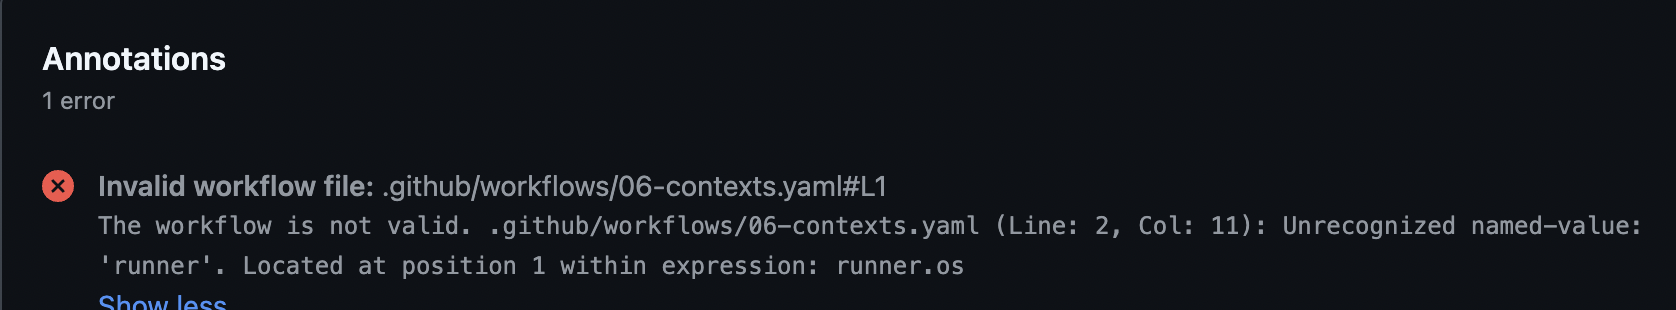 Annotations
1 error
Invalid workflow file: .github/workflows/06-contexts.yaml#L1
The workflow is not valid. .github/workflows/06-contexts.yaml (Line: 2, Col: 11): Unrecognized named-value:
'runner'. Located at position 1 within expression: runner.os
Show less